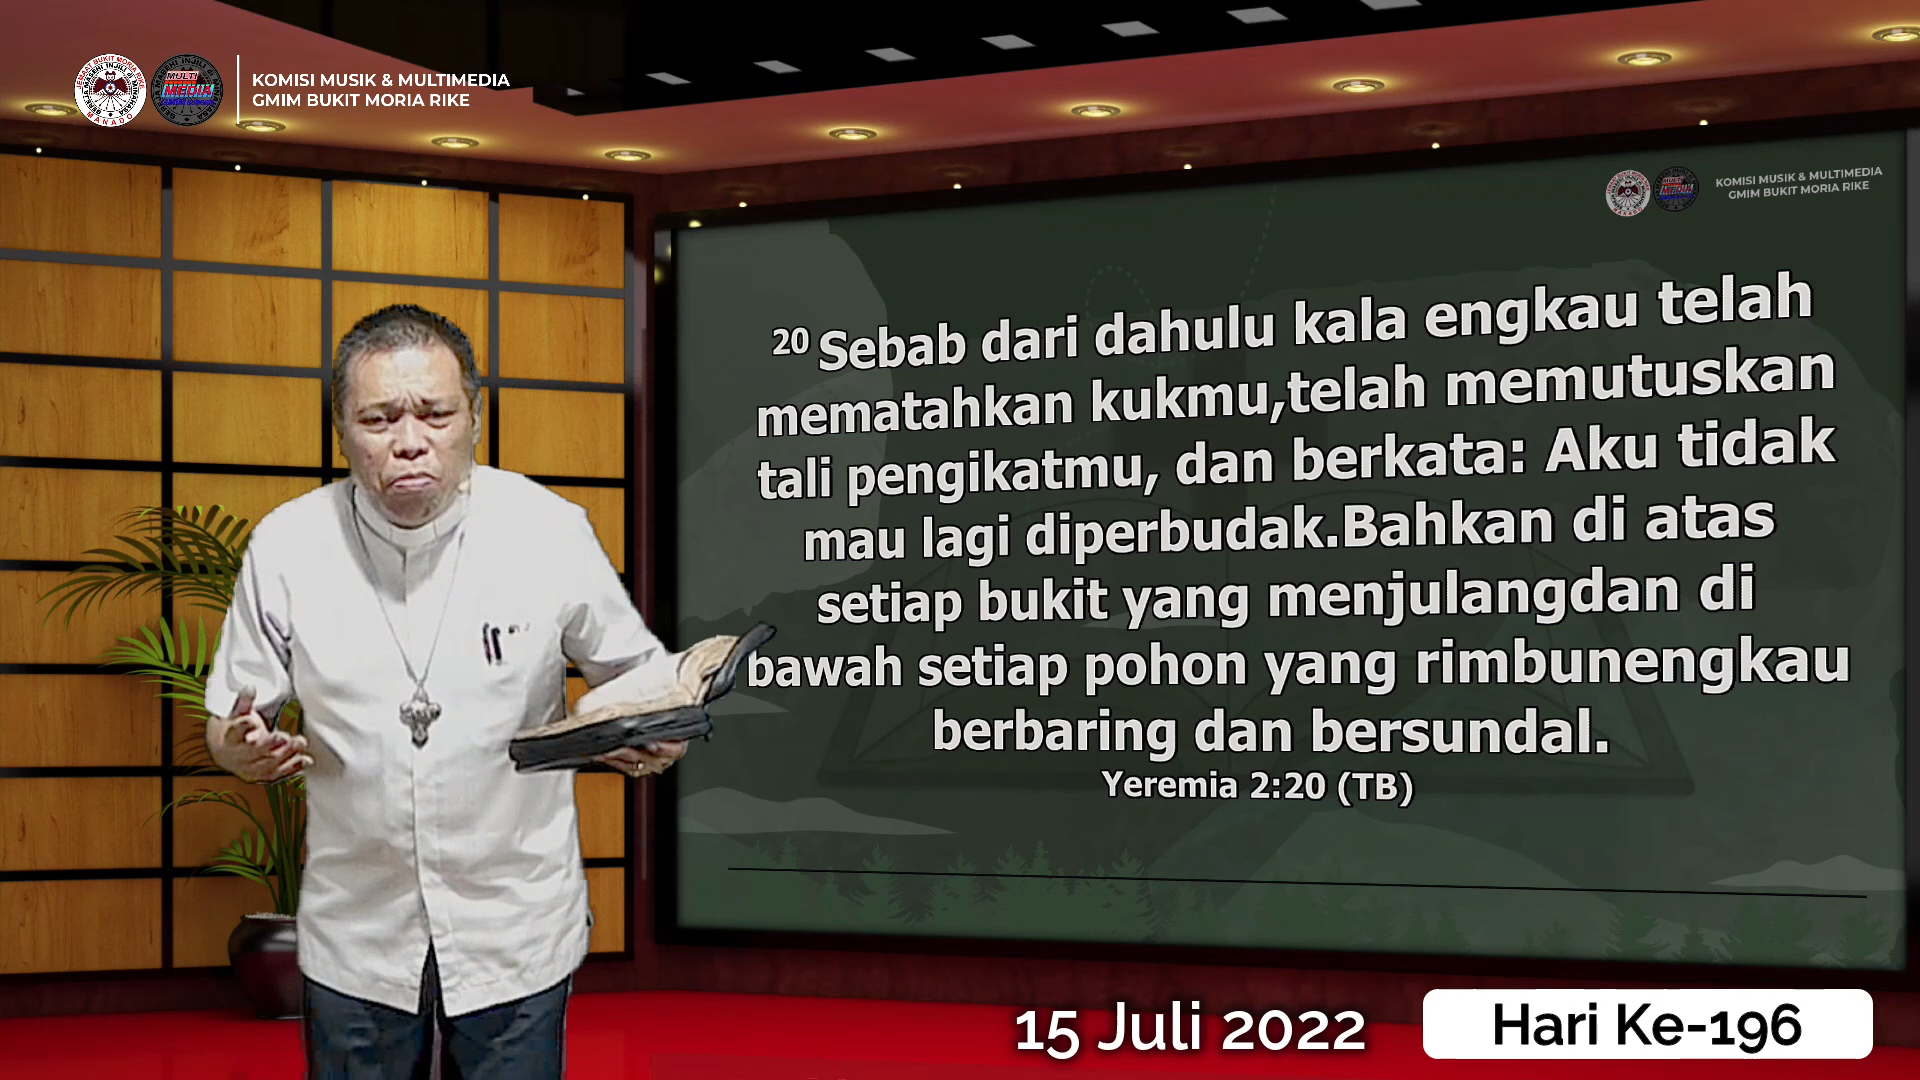 KOMISI MUSIK & MULTIMEDIA
GMIM BUKIT MORIA RIKE
MULTI
MEDIA
MANADO
KOMISI MUSIK & MULTIMEDIA
GMIM BUKIT MORIA RIKE
20 Sebab dari dahulu kala engkau telah
mematahkan kukmu,telah memutuskan
tali pengikatmu, dan berkata: Aku tidak
mau lagi diperbudak.Bahkan di atas
setiap bukit yang menjulangdan di
bawah setiap pohon yang rimbunengkau
berbaring dan bersundal.
Yeremia 2:20 (TB)
15 Juli 2022
Hari Ke-196